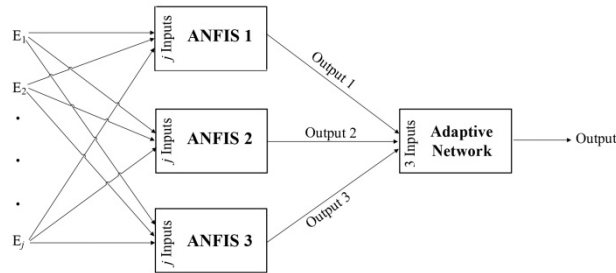 E1
E2
Ej
j Inputs
ANFIS 1
j Inputs
ANFIS 2
j Inputs
ANFIS 3
Output 1
Output 2
Output 3
3 Inputs
Adaptive
Network
Output